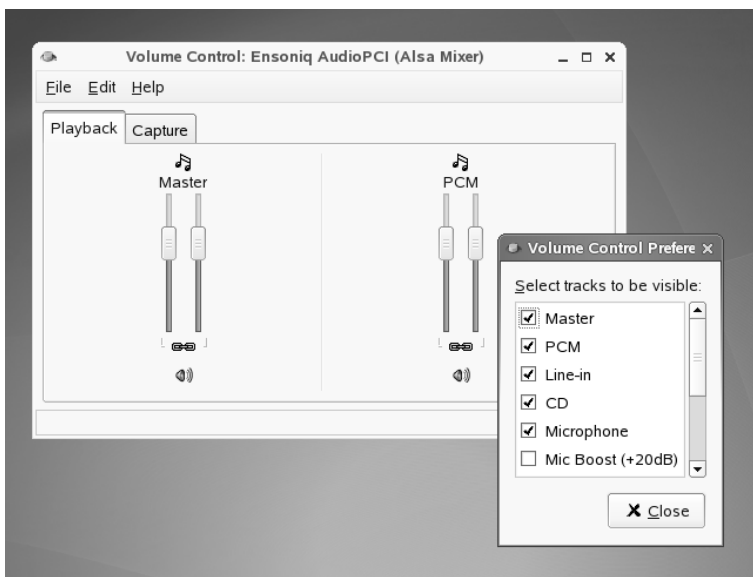 Volume Control: Ensoniq AudioPCI (Alsa Mixer)
File Edit Help
Playback Capture
Master PCM
Volume Control Prefere
Select tracks to be visible:
Master
PCM
Line-in
CD
Microphone
Mic Boost (+20dB)
Close